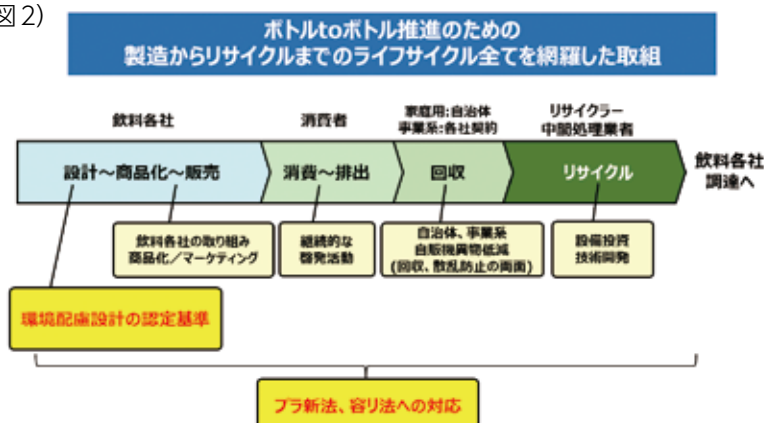 図2)
ボトルtoボトル推進のための
製造からリサイクルまでのライフサイクル全てを網羅した取組
飲料各社
消費者
家庭用:自治体
事業系:各社契約
リサイクラー
中間処理業者
設計～商品化～販売
消費～排出
回収
リサイクル
飲料各社
調達へ
飲料各社の取り組み
商品化／マーケティング
継続的な
啓発活動
自治体、事業系
自販機異物低減
(回収、散乱防止の両面)
設備投資
技術開発
環境配慮設計の認定基準
プラ新法、容リ法への対応